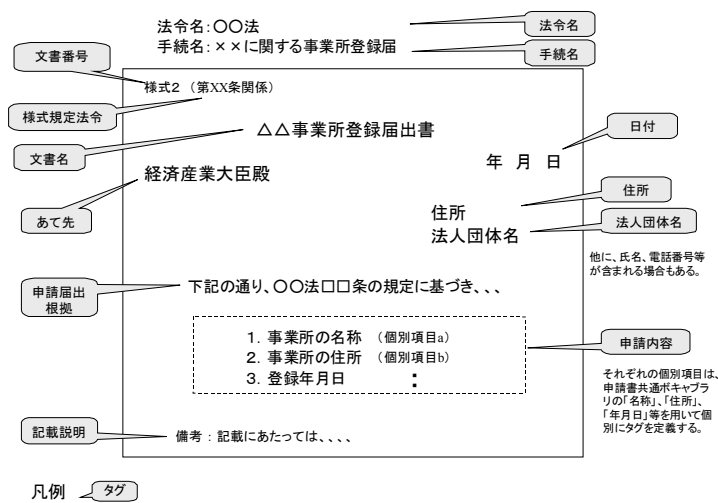 法令名：〇〇法
法令名
手続名：××に関する事業所登録届
手続名
文書番号
様式２（第XX条関係）
様式規定法令
日付
△△事業所登録届出書
文書名
年 月 日
経済産業大臣殿
住所
あて先
住所
法人団体名
法人団体名
他に、氏名、電話番号等
が含まれる場合もある。
申請届出
根拠
下記の通り、〇〇法□□条の規定に基づき、、、
1．事業所の名称（個別項目a）
2．事業所の住所（個別項目b）
3．登録年月日 ：
申請内容
それぞれの個別項目は、
申請書共通ボキャブラ
リの「名称」、「住所」、
「年月日」等を用いて個
別にタグを定義する。
記載説明
備考：記載にあたっては、、、、
凡例
タグ